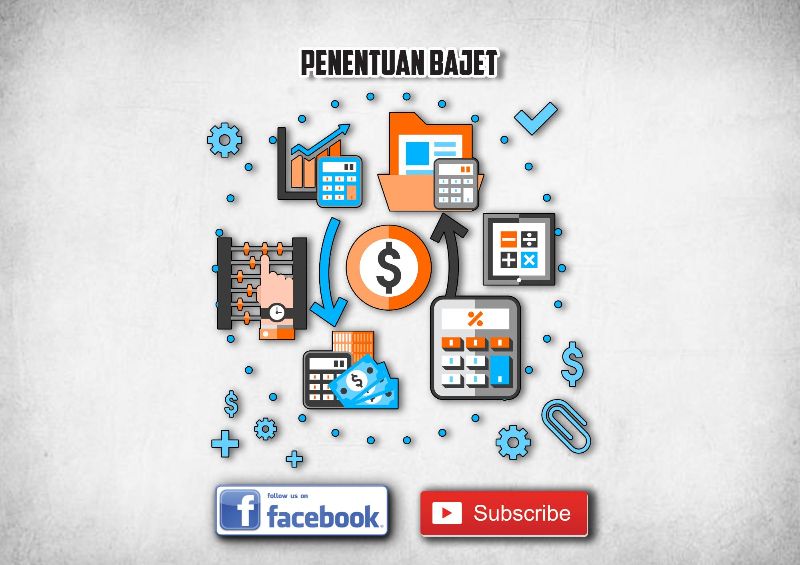 PENENTUAN BAJET
$
%
$
$
$
follow us on
facebook
Subscribe